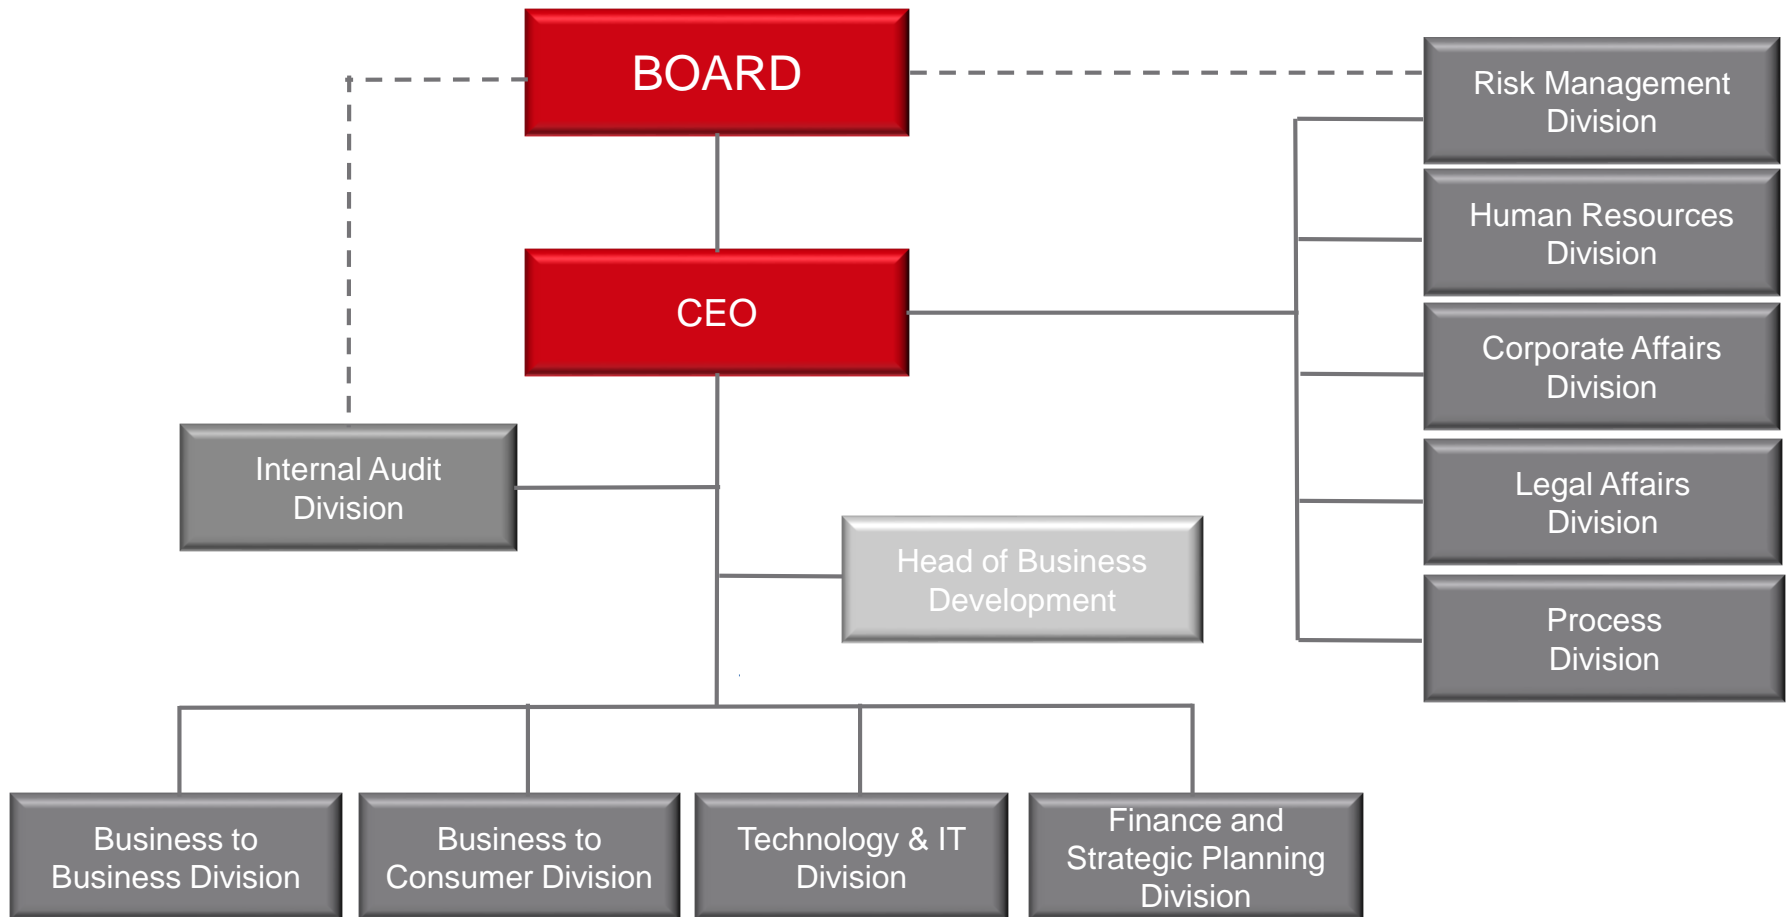 BOARD
Risk Management
Division
Human Resources
Division
CEO
Corporate Affairs
Division
Internal Audit
Division
Legal Affairs
Division
Head of Business
Development
Process
Division
Business to
Business Division
Business to
Consumer Division
Technology & IT
Division
Finance and
Strategic Planning
Division